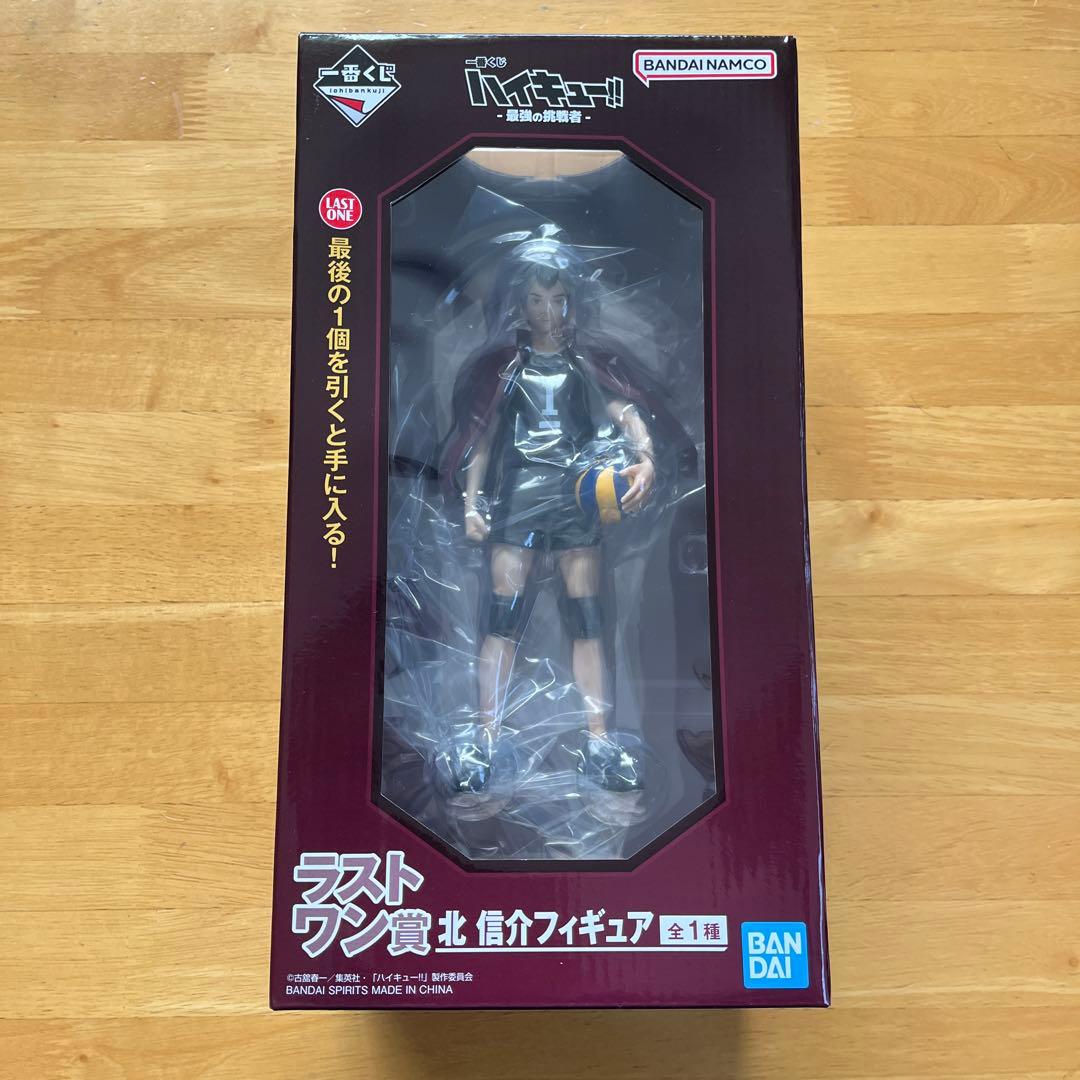 一番くじ
ichibankuji
一番くじ
ハイキュー!!
- 最強の挑戦者 -
BANDAI NAMCO
LAST
ONE
最後の1個を引くと手に入る!
1
ラスト
ワン賞
北 信介フィギュア
全1種
BAN
DAI
©古舘春一/集英社・「ハイキュー!!」製作委員会
BANDAI SPIRITS MADE IN CHINA